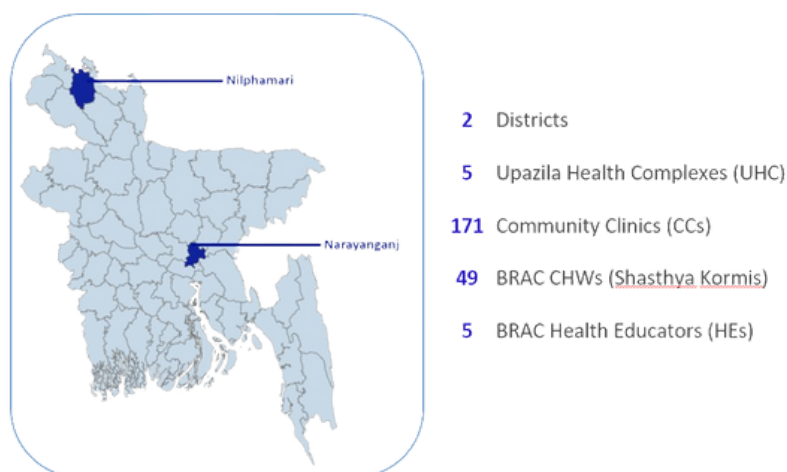 Nilphamari
Narayanganj
2 Districts
5 Upazila Health Complexes (UHC)
171 Community Clinics (CCs)
49 BRAC CHWs (Shasthya Kormis)
5 BRAC Health Educators (HEs)